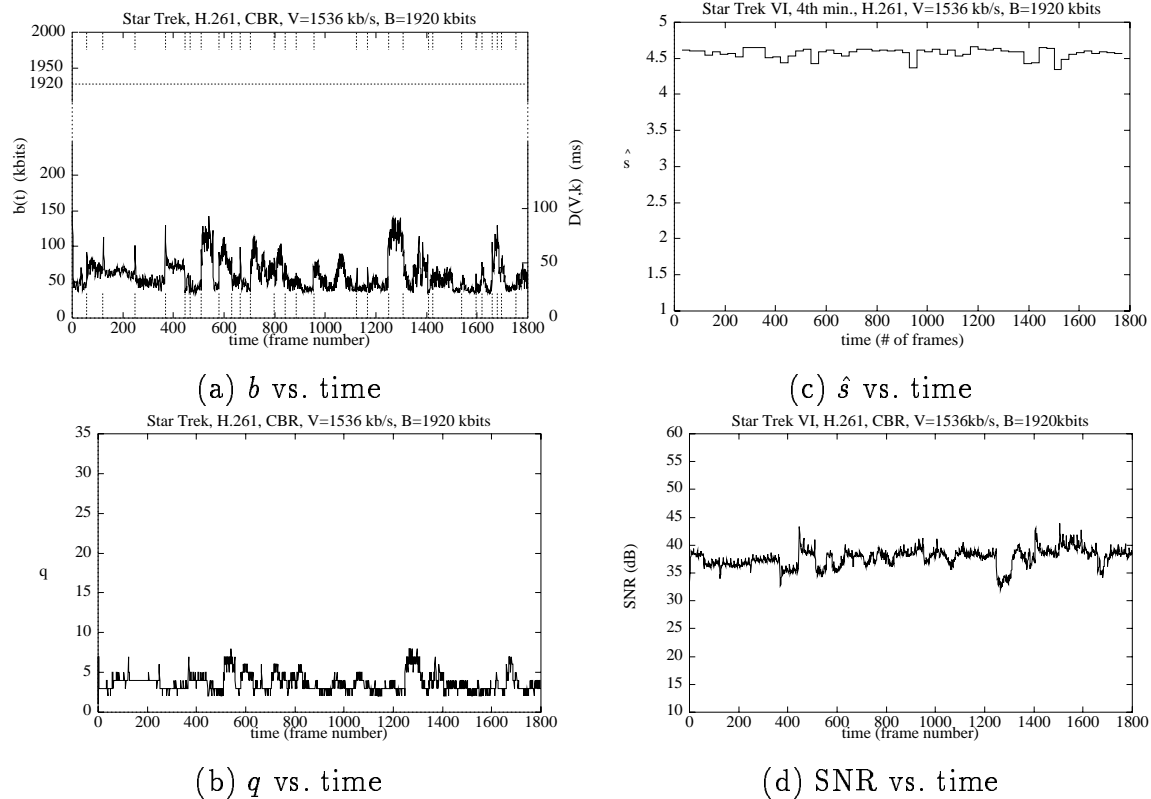 Star Trek, H.261, CBR, V=1536 kb/s, B=1920 kbits
2000
1950
1920
200
150
100
50
0
b(t) (kbits)
100
50
0
D(V,k) (ms)
0 200 400 600 800 1000 1200 1400 1600 1800
time (frame number)
(a) b vs. time
Star Trek VI, 4th min., H.261, V=1536 kb/s, B=1920 kbits
5
4.5
4
3.5
3
2.5
2
1.5
1
ŝ
0 200 400 600 800 1000 1200 1400 1600 1800
time (# of frames)
(c) ŝ vs. time
Star Trek, H.261, CBR, V=1536 kb/s, B=1920 kbits
35
30
25
20
15
10
5
0
q
0 200 400 600 800 1000 1200 1400 1600 1800
time (frame number)
(b) q vs. time
Star Trek VI, H.261, CBR, V=1536kb/s, B=1920kbits
60
55
50
45
40
35
30
25
20
15
10
SNR (dB)
0 200 400 600 800 1000 1200 1400 1600 1800
time (frame number)
(d) SNR vs. time